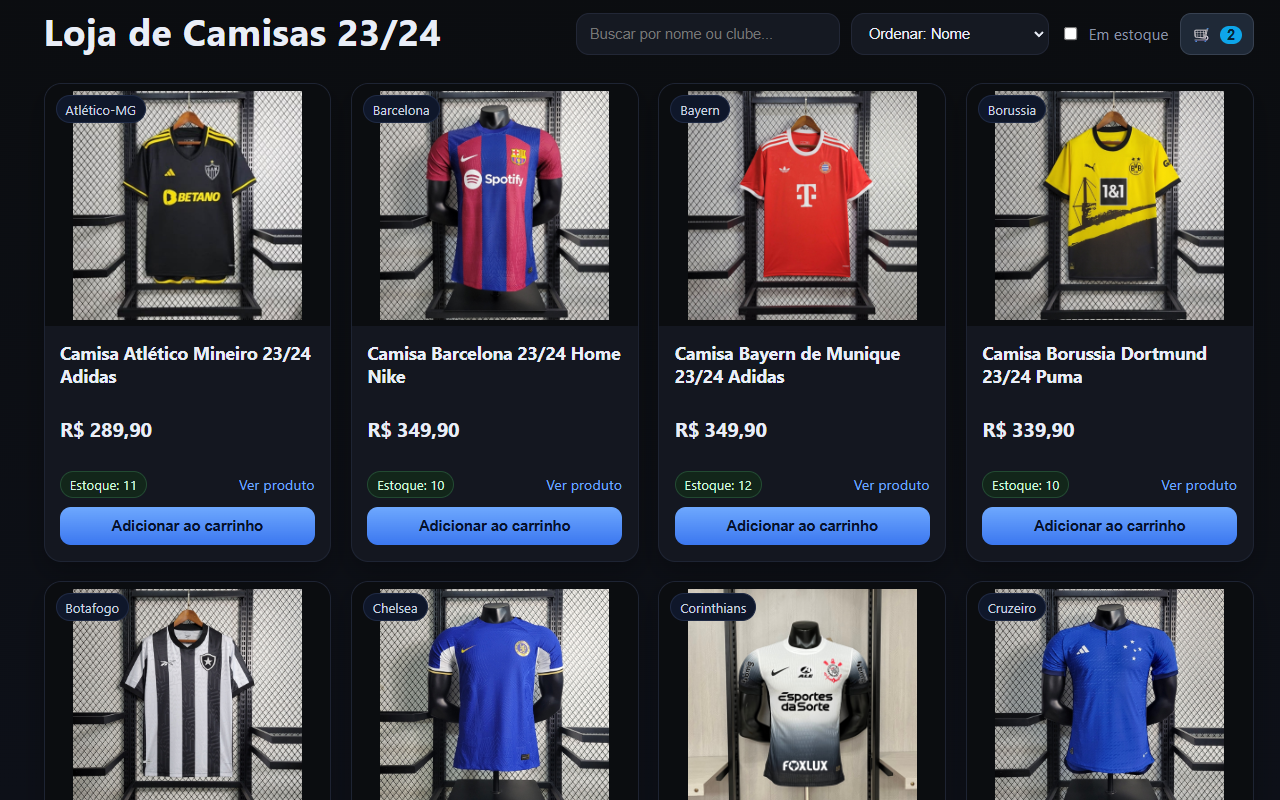 Loja de Camisas 23/24
Buscar por nome ou clube...
Ordenar: Nome
Em estoque
2
Atlético-MG
BETANO
Camisa Atlético Mineiro 23/24
Adidas
R$ 289,90
Estoque: 11
Ver produto
Adicionar ao carrinho
Barcelona
Spotify
Camisa Barcelona 23/24 Home
Nike
R$ 349,90
Estoque: 10
Ver produto
Adicionar ao carrinho
Bayern
T
Camisa Bayern de Munique
23/24 Adidas
R$ 349,90
Estoque: 12
Ver produto
Adicionar ao carrinho
Borussia
1&1
Camisa Borussia Dortmund
23/24 Puma
R$ 339,90
Estoque: 10
Ver produto
Adicionar ao carrinho
Botafogo
Chelsea
Corinthians
ALE
Esportes
da Sorte
FOXLUX
Cruzeiro